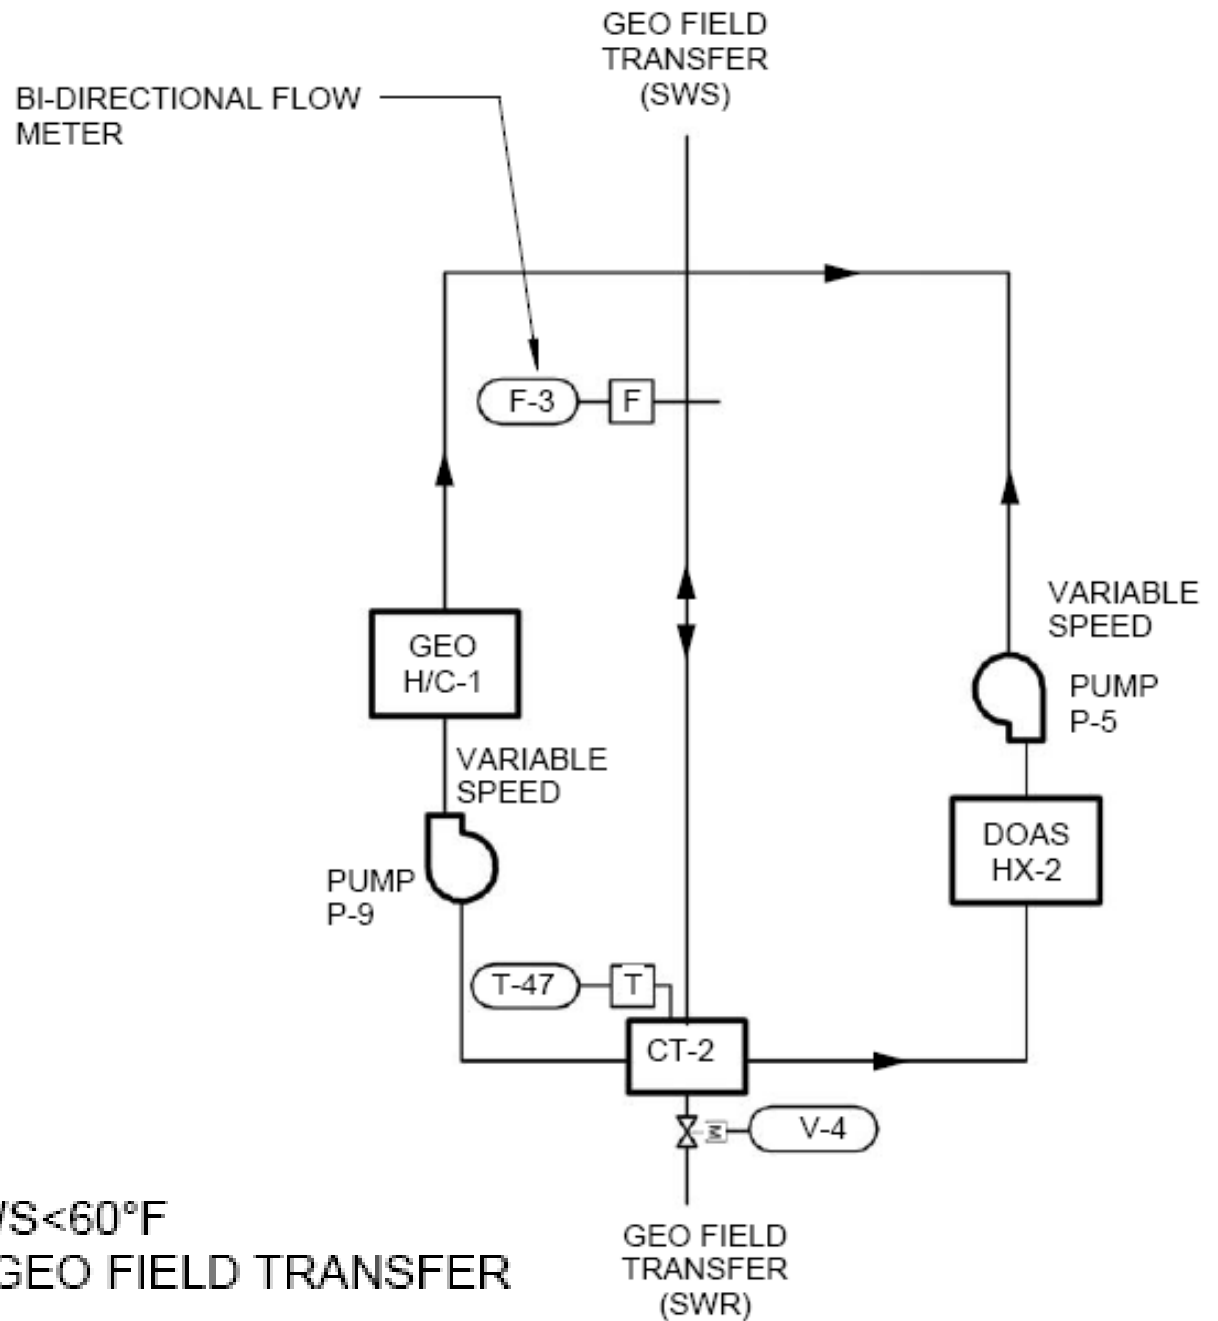 GEO FIELD
TRANSFER
(SWS)
BI-DIRECTIONAL FLOW
METER
F-3
F
VARIABLE
SPEED
GEO
H/C-1
PUMP
P-5
VARIABLE
SPEED
DOAS
HX-2
PUMP
P-9
T-47
T
CT-2
M
V-4
GEO FIELD TRANSFER
GEO FIELD
TRANSFER
(SWR)